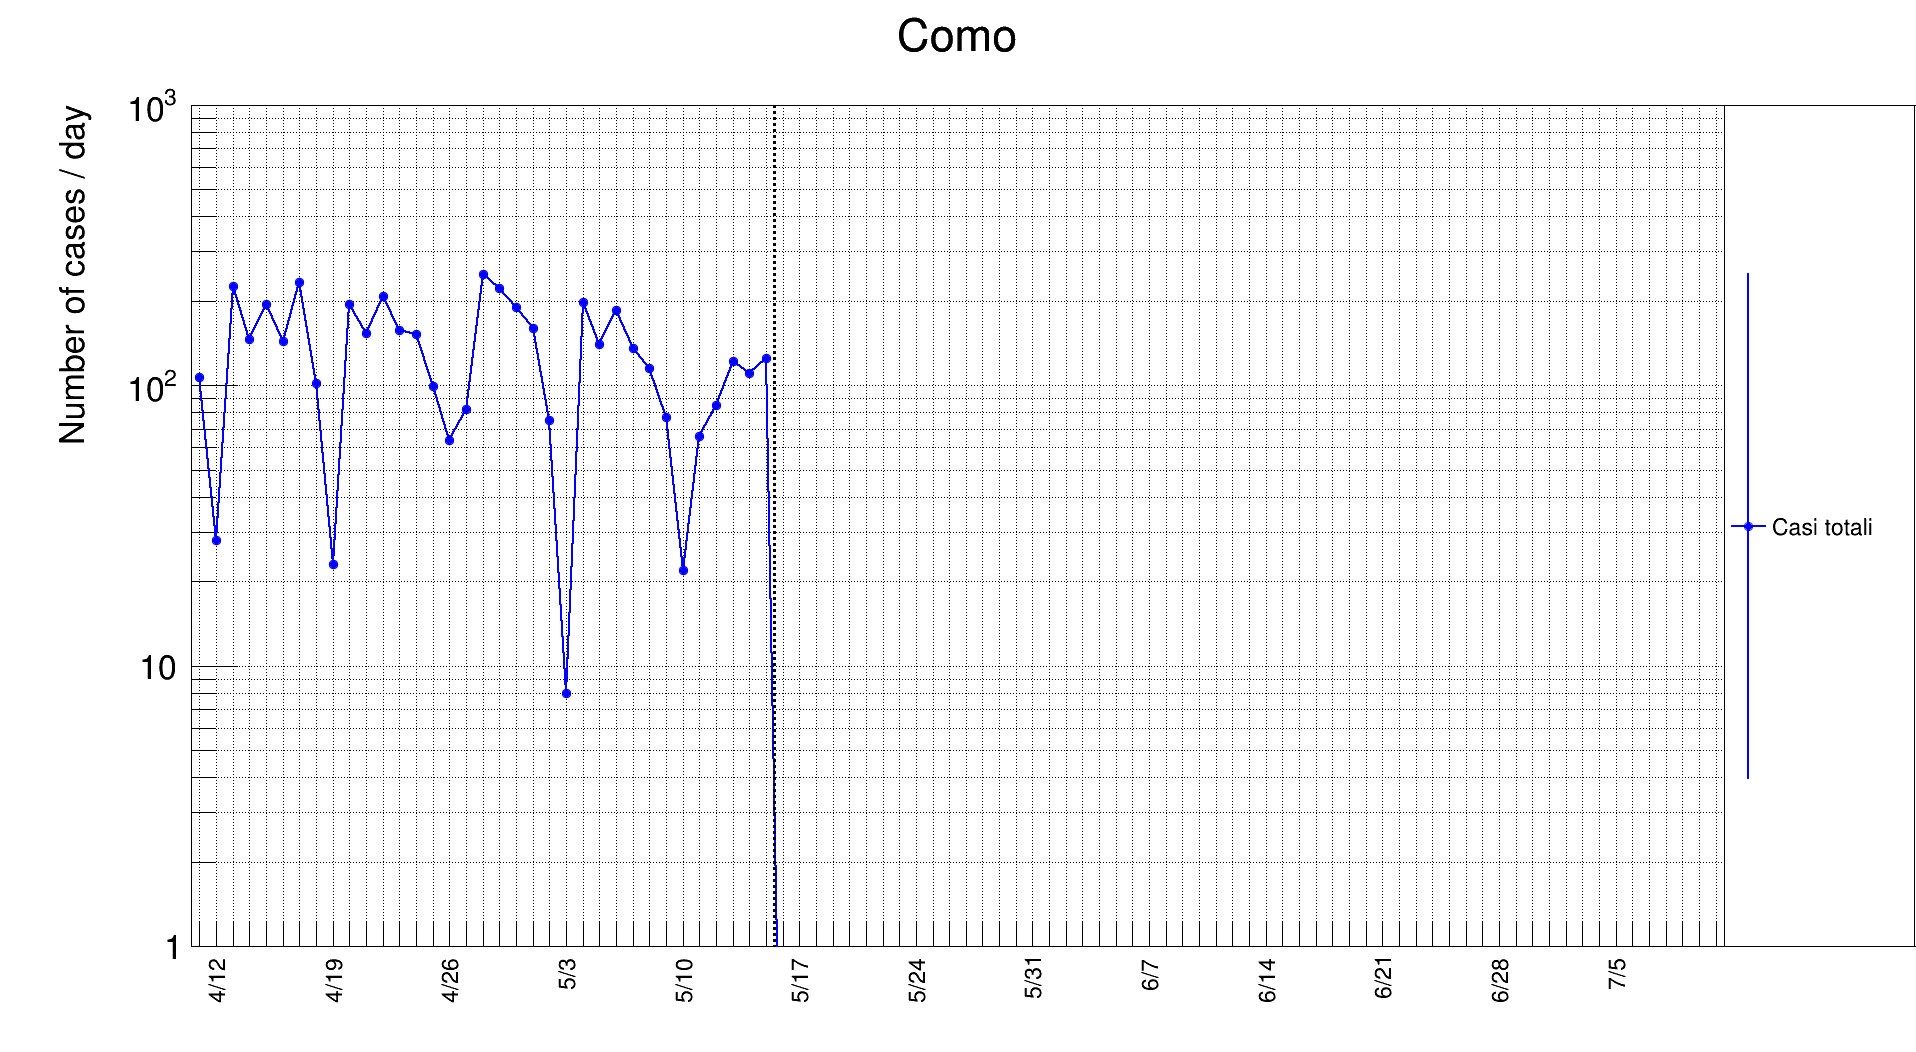 Como
Number of cases / day
10³
10²
10
1
4/12 4/19 4/26 5/3 5/10 5/17 5/24 5/31 6/7 6/14 6/21 6/28 7/5
Casi totali